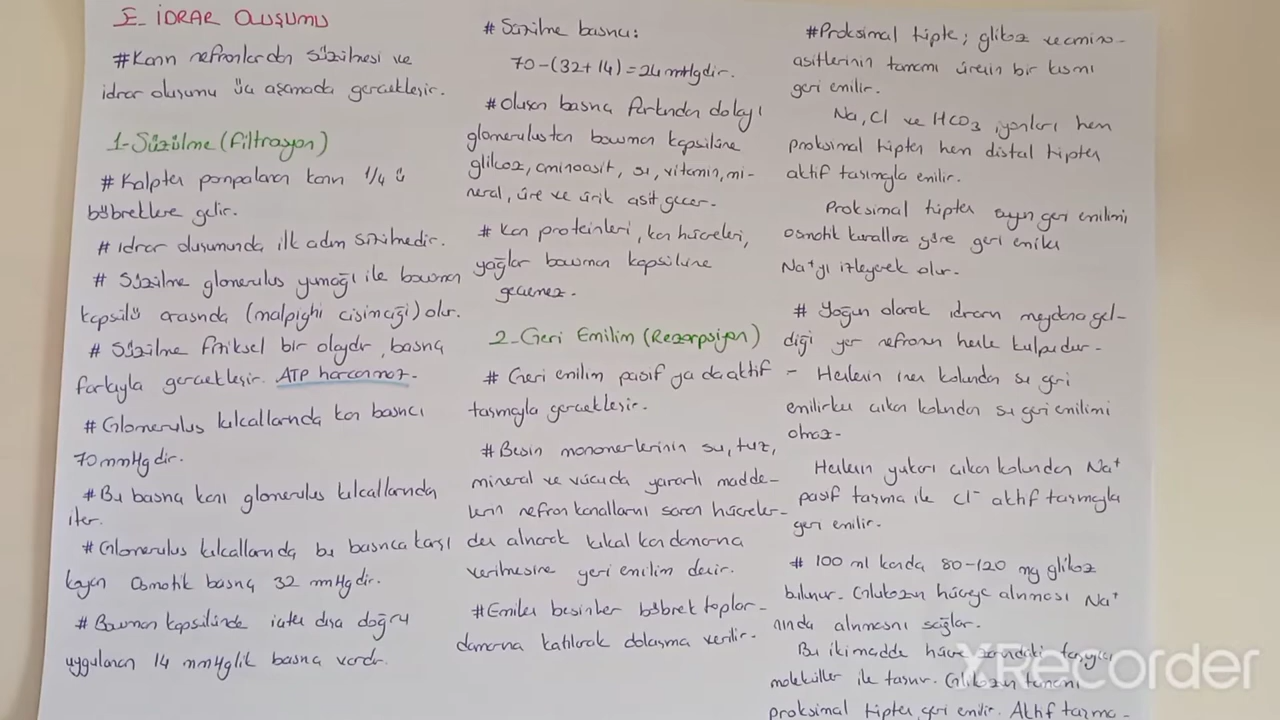 I. İDRAR OLUŞUMU
#Kanın nefronlardan süzülmesi ve
idrar oluşumu üç aşamada gerçekleşir.
1-Süzülme (Filtrasyon)
#Kalpten pompalanan kanın 1/4 ü
böbreklere gelir.
#idrar oluşumunda ilk adım süzülmedir.
# Süzülme glomerulus yumağı ile bowman
kapsülü arasında (malpighi cisimciği) olur.
# Süzülme fiziksel bir olaydır, basınç
farkıyla gerçekleşir. ATP harcanmaz.
#Glomerulus kılcallarında kan basıncı
70 mmHg dir.
#Bu basınç kanı glomerulus kılcallarında
iter.
#Glomerulus kılcallarında bu basınca karşı
koyan Osmotik basınç 32 mmHg dir.
#Bowman kapsülünde içten dışa doğru
uygulanan 14 mmHglik basınç vardır.
# Süzülme basıncı:
70-(32+14)=24 mmHgdir.
#Oluşan basınç farkından dolayı
glomerulusten bowman kapsülüne
glikoz, aminoasit, su, vitamin, mi-
neral, üre ve ürik asit geçer.
# Kan proteinleri, kan hücreleri,
yağlar bowman kapsülüne
geçemez.
2-Geri Emilim (Rezorpsiyon)
# Geri emilim pasif ya da aktif
taşımayla gerçekleşir.
#Besin monomerlerinin su, tuz,
mineral ve vücuda yararlı madde-
lerin nefron kanallarını saran hücreler-
den alınarak kılcal kan damarına
verilmesine geri emilim denir.
#Emilen besinler böbrek toplar-
damarına katılarak dolaşıma verilir.
#Proksimal tüpte; glikoz ve amino-
asitlerinin tamamı ürenin bir kısmı
geri emilir.
Na, Cl ve HCO3 iyonları hem
proksimal tüpten hem distal tüpten
aktif taşımayla emilir.
Proksimal tüpten suyun geri emilimi
osmotik kurallara göre geri emilen
Na⁺yı izleyerek olur.
# Yoğun olarak idrarın meydana gel-
diği yer nefronun henle kulpudur.
- Henlenin inen kolundan su geri
emilirken çıkan kolundan su geri emilimi
olmaz.
Henlenin yukarı çıkan kolundan Na⁺
pasif taşıma ile Cl⁻ aktif taşımayla
geri emilir.
# 100 ml kanda 80-120 mg glikoz
bulunur. Glukozun hücreye alınması Na⁺
nında alınmasını sağlar.
Bu iki madde hücre zarındaki taşıyıcı
moleküller ile taşınır. Glikozun tamamı
proksimal tüpten geri emilir. Aktif taşıma-
XRecorder